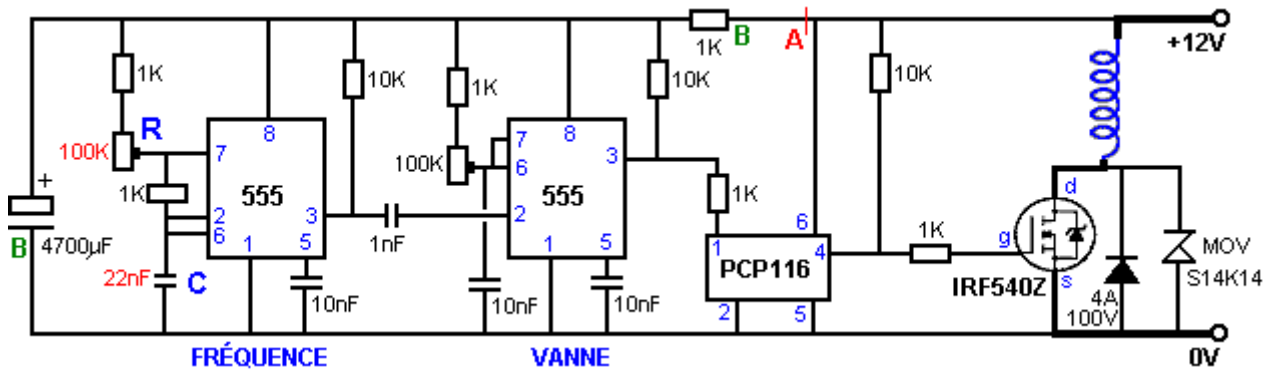 1K
B
A
+12V
1K
10K
1K
10K
10K
R
100K
1K
7
8
555
2
6
3
1
5
1nF
100K
7
6
8
3
555
2
1
5
1K
6
1
4
PCP116
2
5
1K
d
g
s
IRF540Z
MOV
S14K14
4A
100V
+
B
4700µF
22nF
C
10nF
10nF
10nF
FRÉQUENCE
VANNE
0V